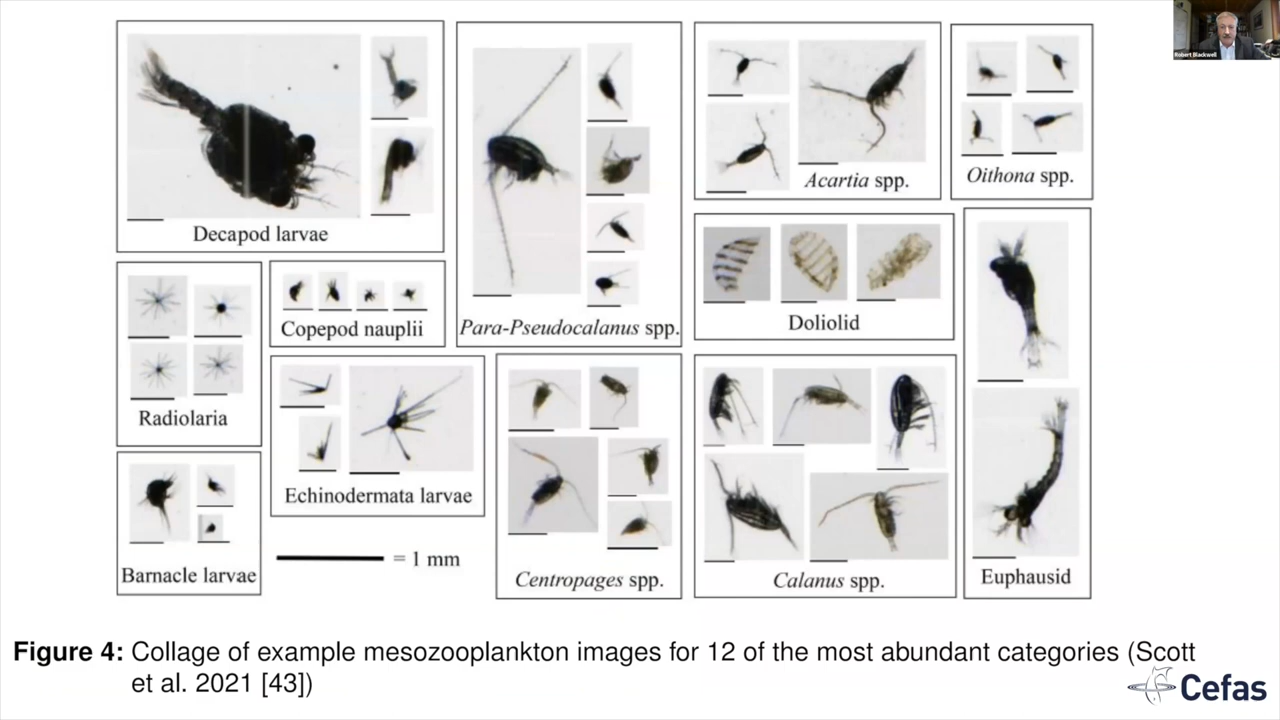 Robert Blackwell
Decapod larvae
Para-Pseudocalanus spp.
Acartia spp.
Oithona spp.
Radiolaria
Copepod nauplii
Doliolid
Echinodermata larvae
Barnacle larvae
= 1 mm
Centropages spp.
Calanus spp.
Euphausid
Figure 4: Collage of example mesozooplankton images for 12 of the most abundant categories (Scott
et al. 2021 [43])
Cefas